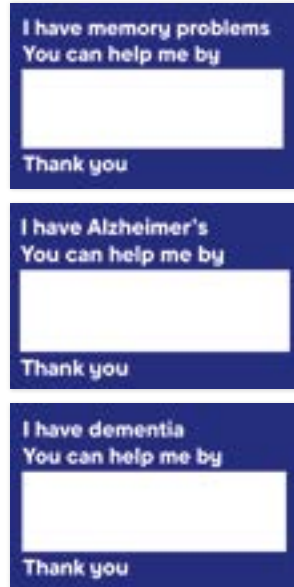 I have memory problems
You can help me by
Thank you
I have Alzheimer's
You can help me by
Thank you
I have dementia
You can help me by
Thank you